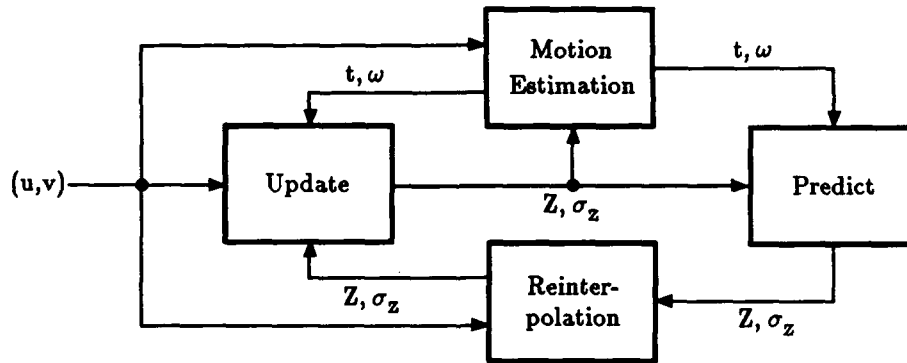 Motion
Estimation
t, ω
t, ω
(u,v)
Update
Z, σz
Predict
Z, σz
Reinter-
polation
Z, σz